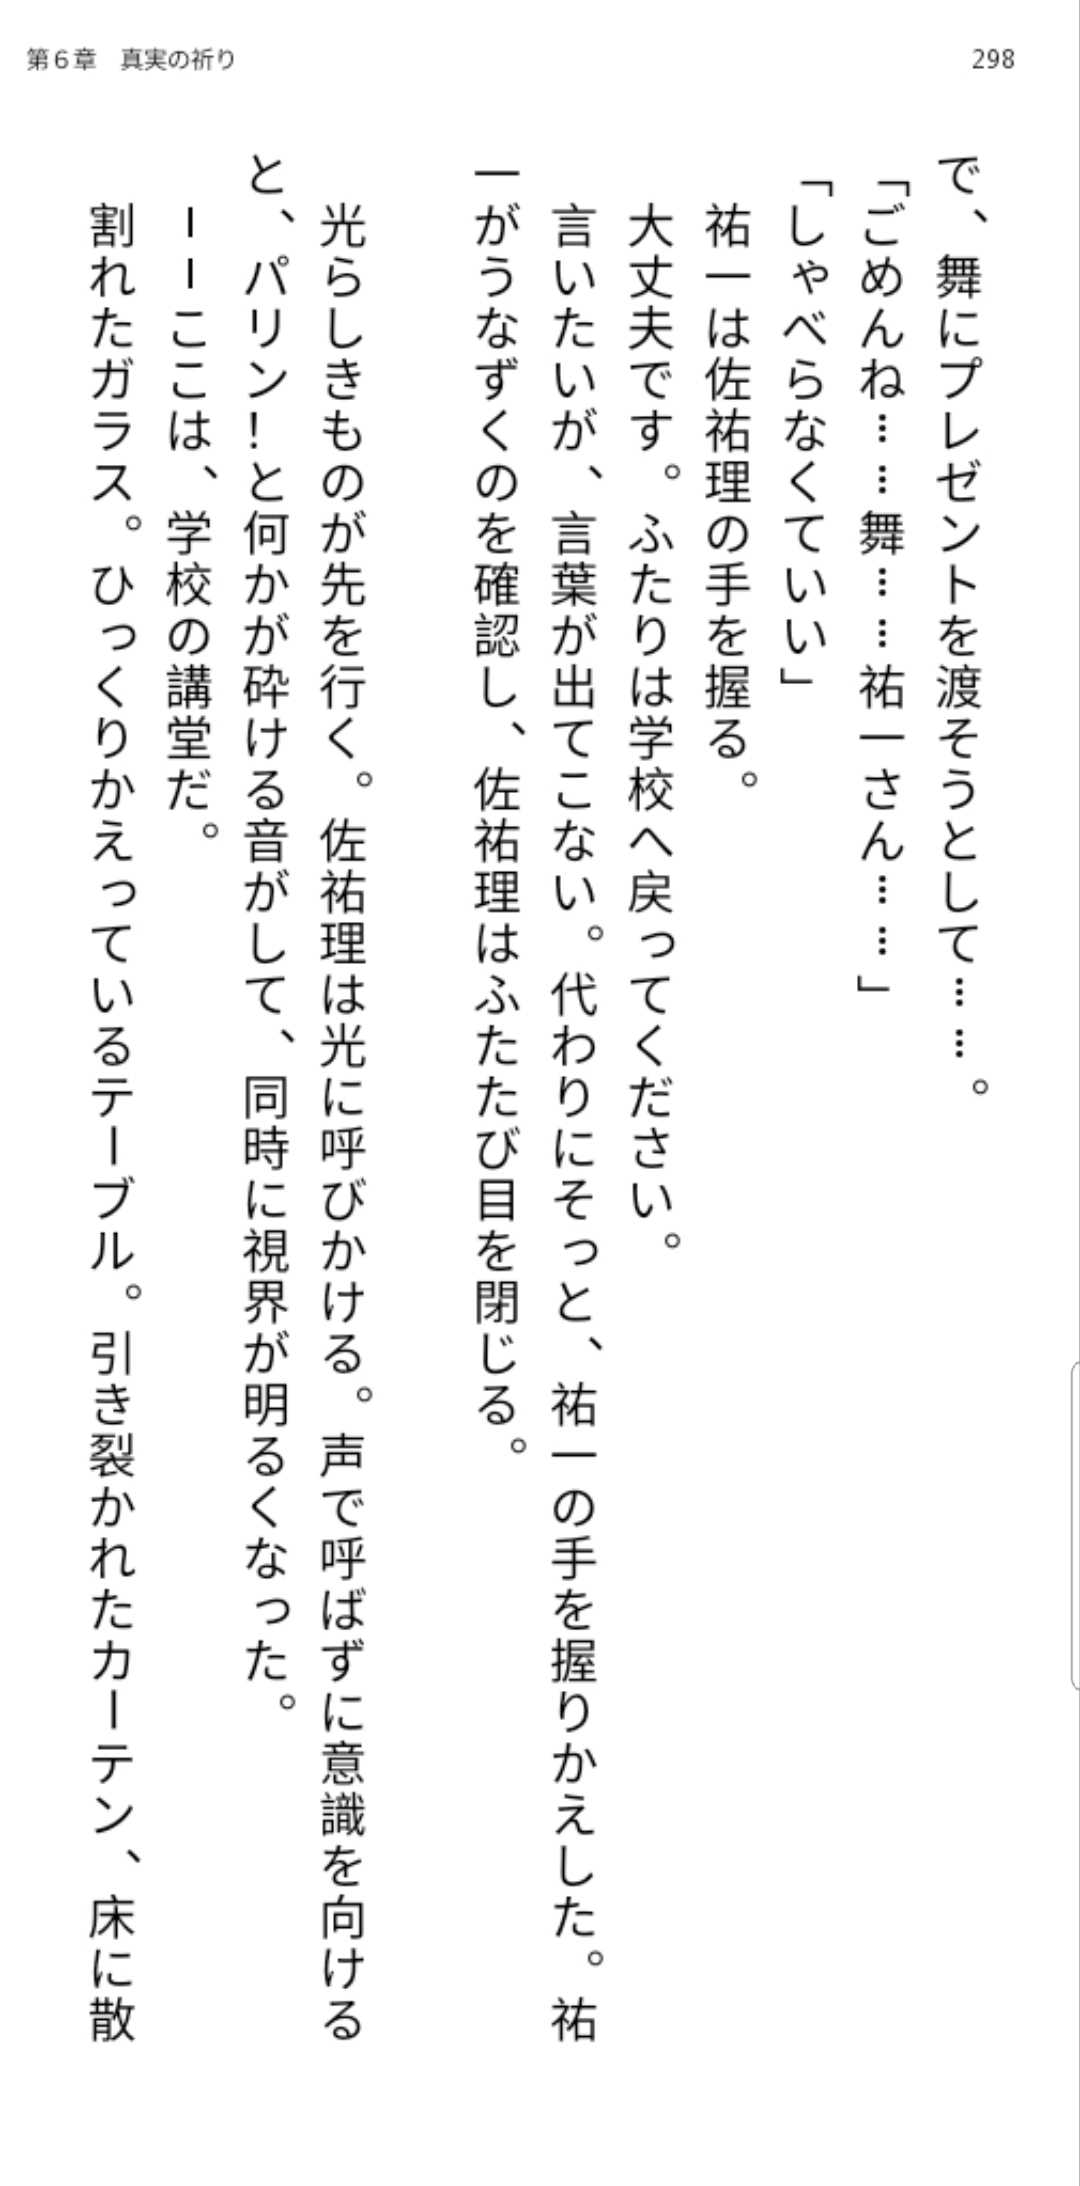 第６章　真実の祈り
298
で、舞にプレゼントを渡そうとして……。
「ごめんね……舞……祐一さん……」
「しゃべらなくていい」
　祐一は佐祐理の手を握る。
　大丈夫です。ふたりは学校へ戻ってください。
　言いたいが、言葉が出てこない。代わりにそっと、祐一の手を握りかえした。祐
一がうなずくのを確認し、佐祐理はふたたび目を閉じる。
　光らしきものが先を行く。佐祐理は光に呼びかける。声で呼ばずに意識を向ける
と、パリン！と何かが砕ける音がして、同時に視界が明るくなった。
　ーーここは、学校の講堂だ。
　割れたガラス。ひっくりかえっているテーブル。引き裂かれたカーテン、床に散